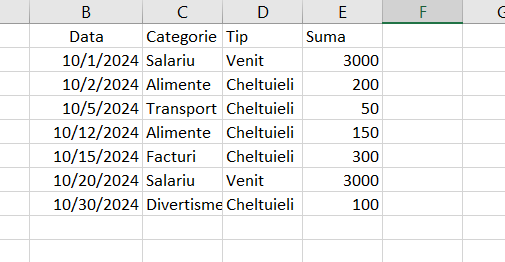 B C D E F
Data Categorie Tip Suma
10/1/2024 Salariu Venit 3000
10/2/2024 Alimente Cheltuieli 200
10/5/2024 Transport Cheltuieli 50
10/12/2024 Alimente Cheltuieli 150
10/15/2024 Facturi Cheltuieli 300
10/20/2024 Salariu Venit 3000
10/30/2024 Divertisme Cheltuieli 100